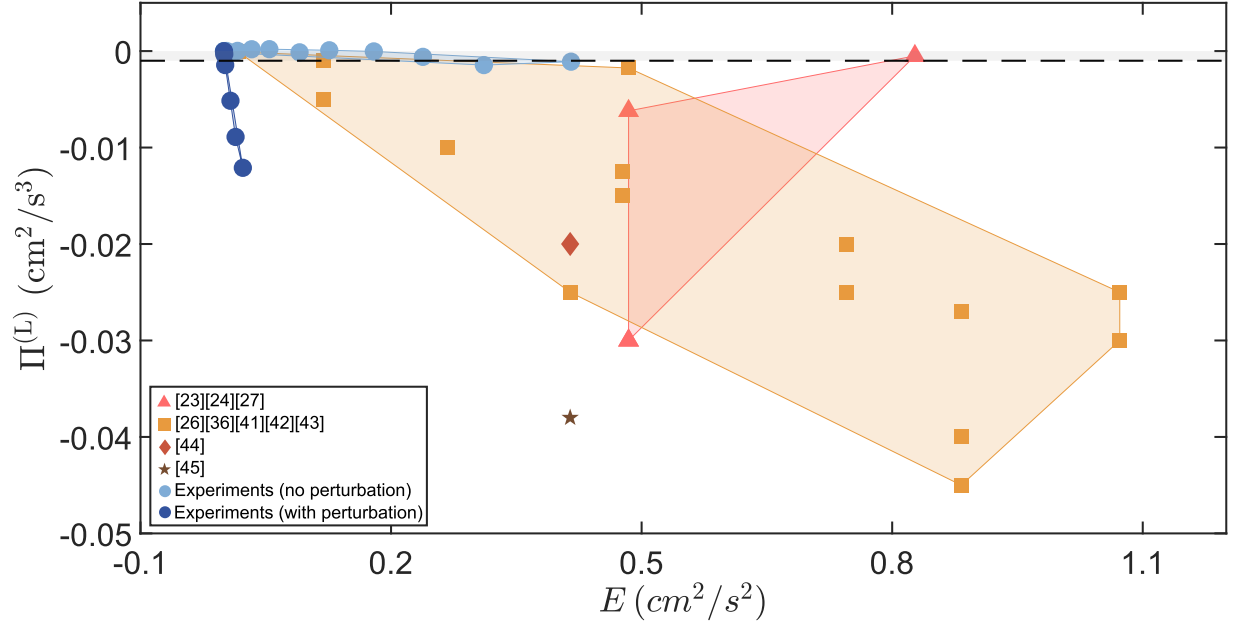 0
-0.01
-0.02
-0.03
-0.04
-0.05
Π^(L) (cm²/s³)
[23][24][27]
[26][36][41][42][43]
[44]
[45]
Experiments (no perturbation)
Experiments (with perturbation)
-0.1 0.2 0.5 0.8 1.1
E (cm²/s²)